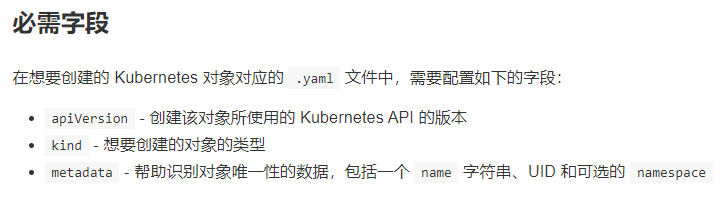 必需字段
在想要创建的 Kubernetes 对象对应的 .yaml 文件中，需要配置如下的字段：
• apiVersion - 创建该对象所使用的 Kubernetes API 的版本
• kind - 想要创建的对象的类型
• metadata - 帮助识别对象唯一性的数据，包括一个 name 字符串、UID 和可选的 namespace